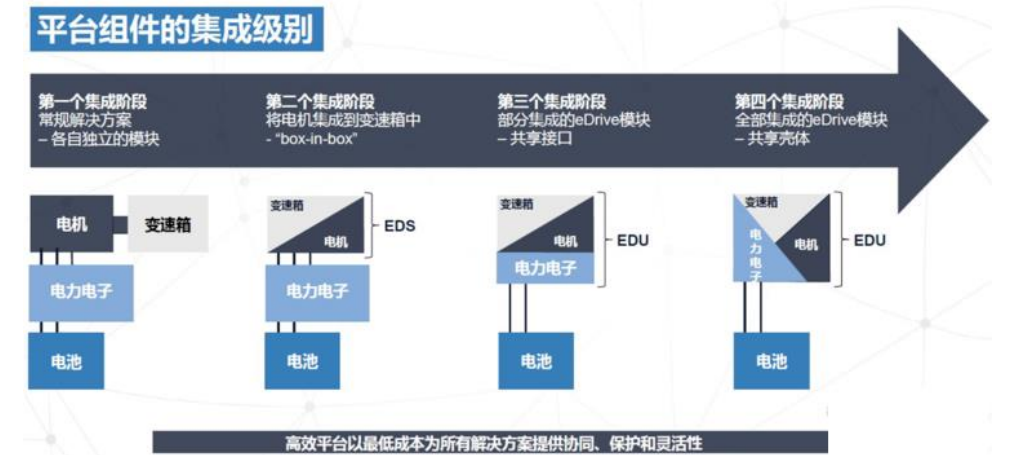 平台组件的集成级别
第一个集成阶段
常规解决方案
– 各自独立的模块
第二个集成阶段
将电机集成到变速箱中
- “box-in-box”
第三个集成阶段
部分集成的eDrive模块
– 共享接口
第四个集成阶段
全部集成的eDrive模块
– 共享壳体
电机
变速箱
电力电子
电池
变速箱
电机
EDS
电力电子
电池
变速箱
电机
电力电子
EDU
电池
变速箱
电力电子
电机
EDU
电池
高效平台以最低成本为所有解决方案提供协同、保护和灵活性